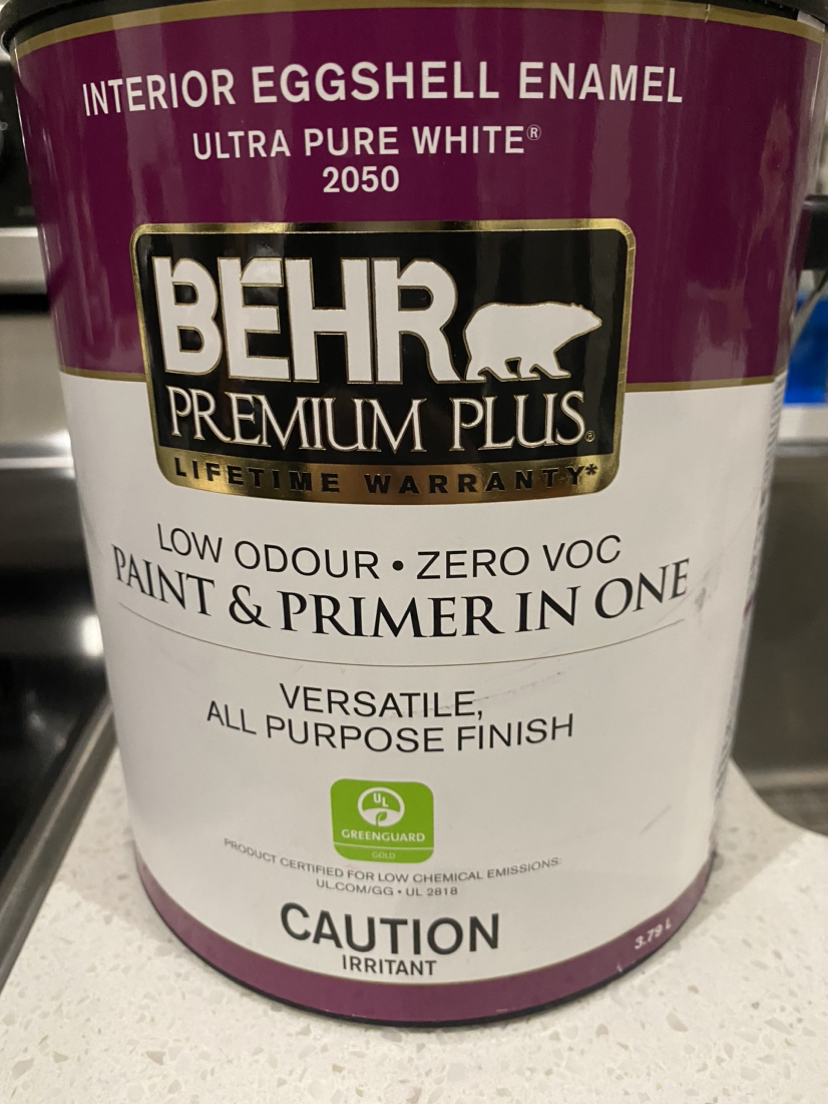 INTERIOR EGGSHELL ENAMEL
ULTRA PURE WHITE®
2050
BEHR
PREMIUM PLUS®
LIFETIME WARRANTY*
LOW ODOUR • ZERO VOC
PAINT & PRIMER IN ONE
VERSATILE,
ALL PURPOSE FINISH
UL
GREENGUARD
GOLD
PRODUCT CERTIFIED FOR LOW CHEMICAL EMISSIONS:
UL.COM/GG • UL 2818
CAUTION
IRRITANT
3.79 L